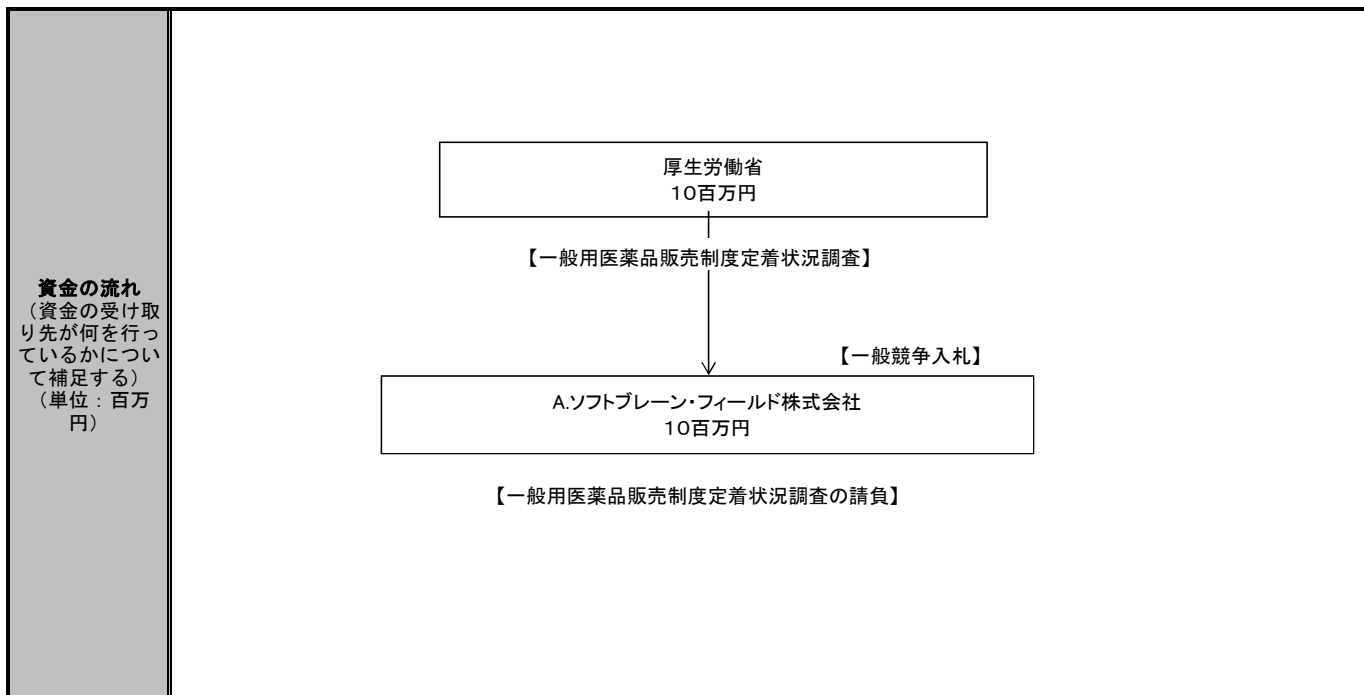 資金の流れ
（資金の受け取
り先が何を行っ
ているかについ
て補足する）
（単位：百万
円）
厚生労働省
10百万円
【一般用医薬品販売制度定着状況調査】
【一般競争入札】
A.ソフトブレーン・フィールド株式会社
10百万円
【一般用医薬品販売制度定着状況調査の請負】